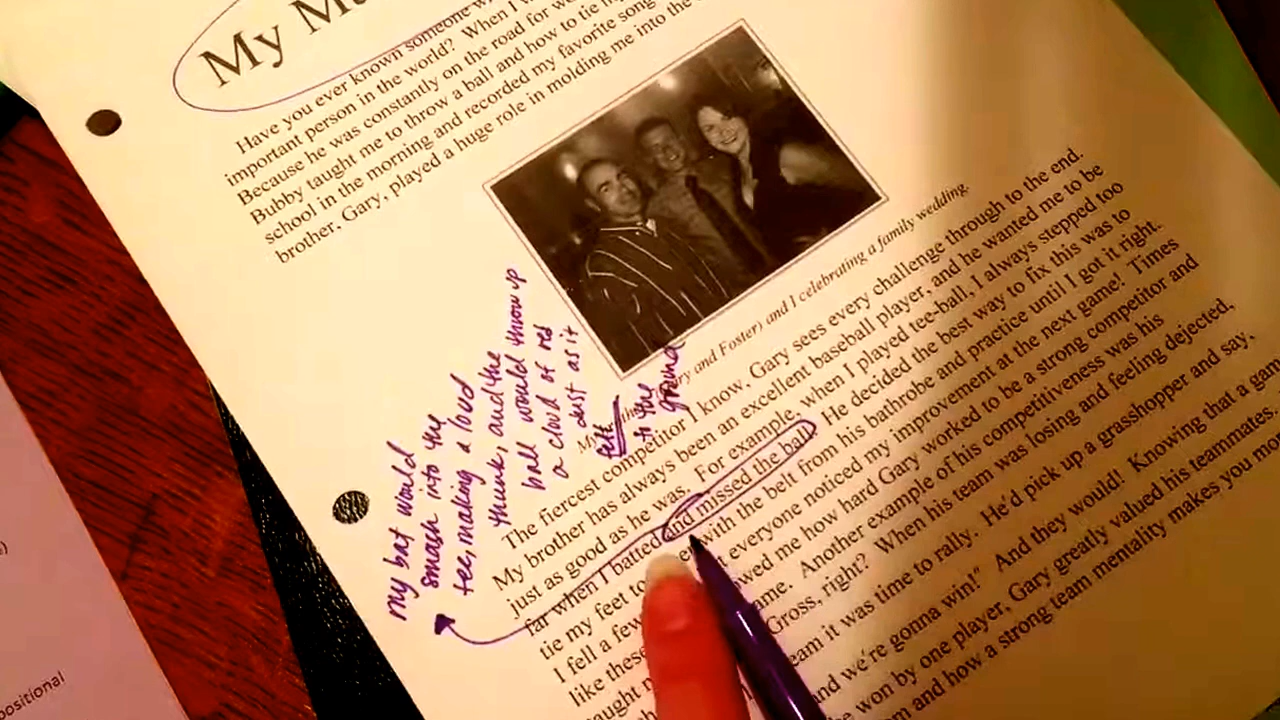 My
Have you ever known someone
important person in the world? When I
Because he was constantly on the road for
Bubby taught me to throw a ball and how to tie
school in the morning and recorded my favorite song
brother, Gary, played a huge role in molding me into the
and Foster) and I celebrating a family wedding.
The fiercest competitor I know, Gary sees every challenge through to the end.
My brother has always been an excellent baseball player, and he wanted me to be
just as good as he was. For example, when I played tee-ball, I always stepped too
far when I batted and missed the ball. He decided the best way to fix this was to
tie my feet to with the belt from his bathrobe and practice until I got it right.
I fell a few everyone noticed my improvement at the next game! Times
like these me how hard Gary worked to be a strong competitor and
Another example of his competitiveness was his
Gross, right? When his team was losing and feeling dejected,
it was time to rally. He'd pick up a grasshopper and say,
and we're gonna win!" And they would! Knowing that a game
won by one player, Gary greatly valued his teammates.
and how a strong team mentality makes you
my bat would
smash into the
tee, making a loud
thunk, and the
ball would throw up
a cloud of red
dust as it
fell
to the
ground
positional